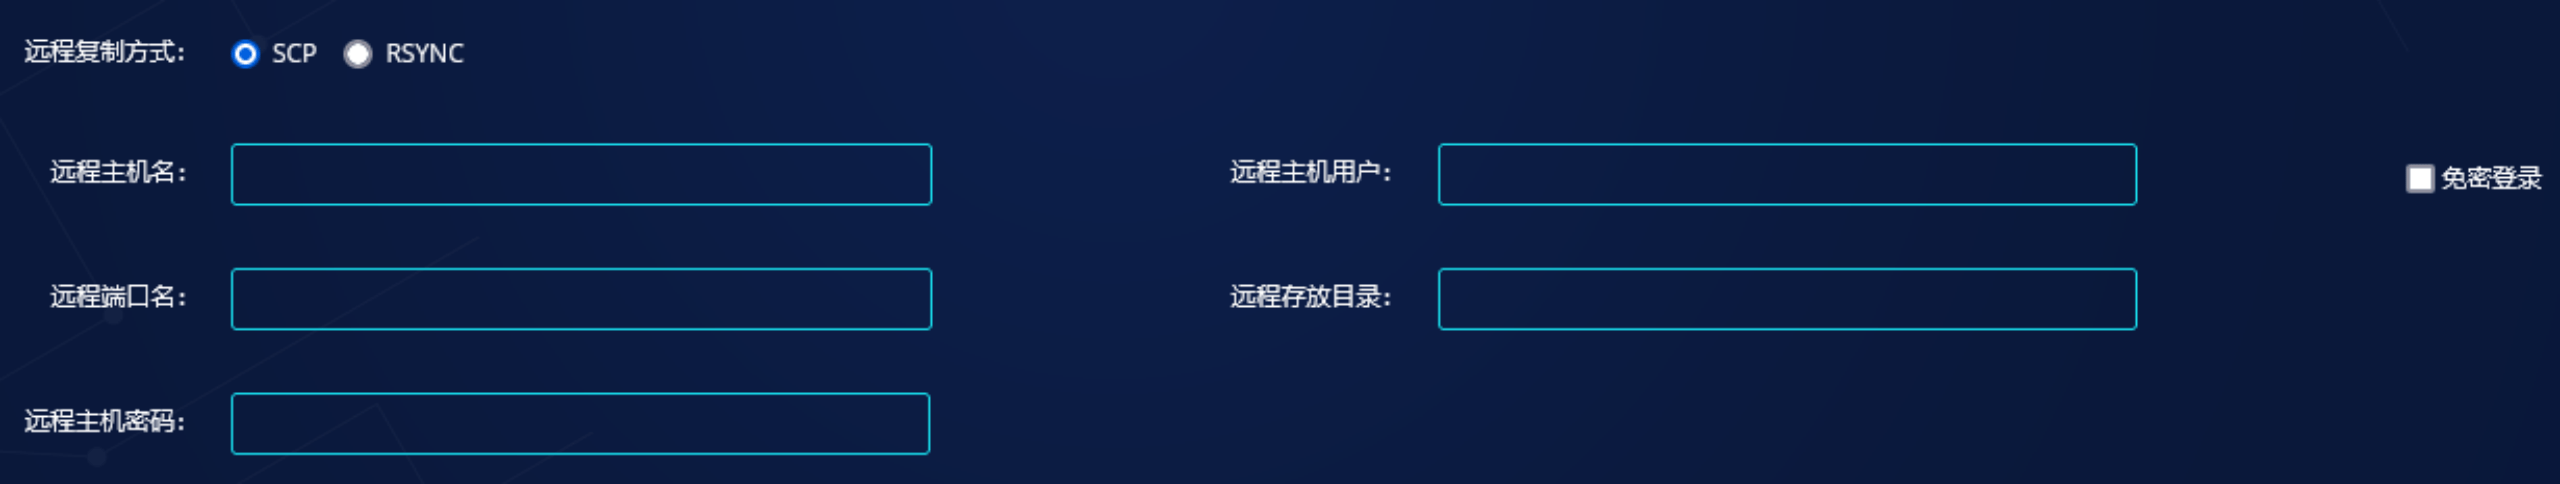 远程复制方式： SCP RSYNC
远程主机名： 远程主机用户： 免密登录
远程端口名： 远程存放目录：
远程主机密码：